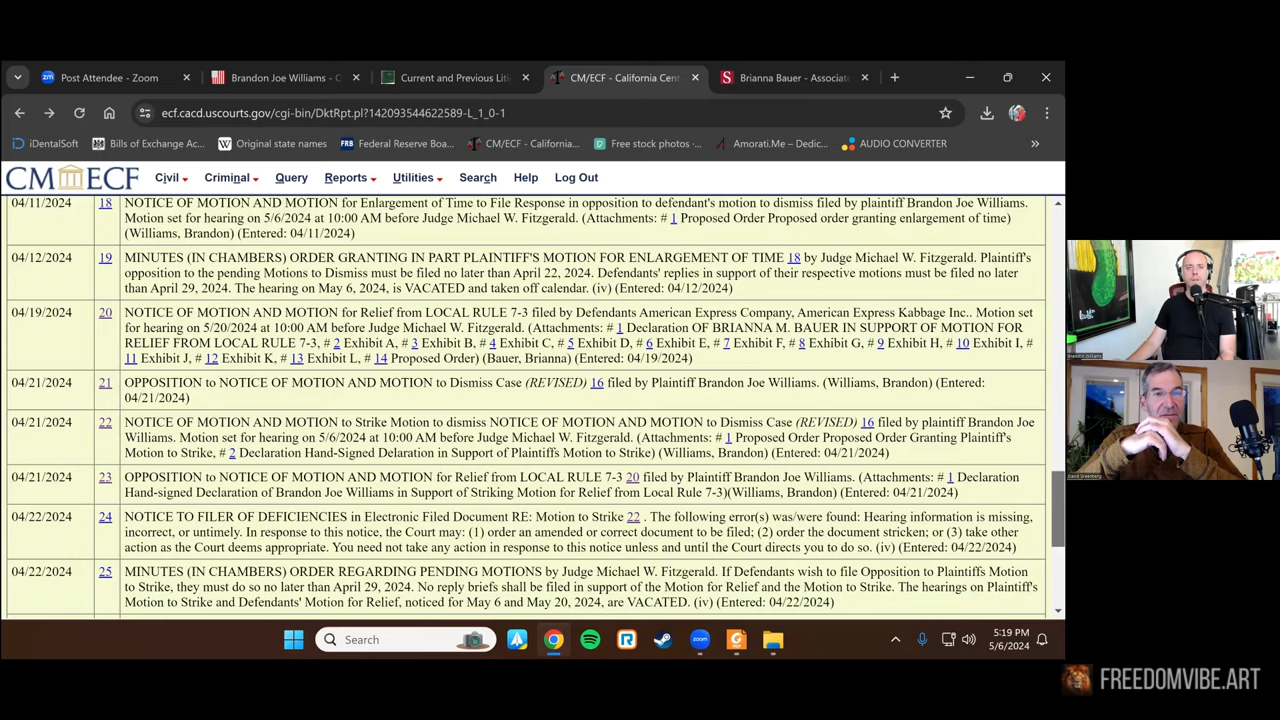 Post Attendee - Zoom
Brandon Joe Williams - C
Current and Previous Liti
CM/ECF - California Cent
Brianna Bauer - Associat
ecf.cacd.uscourts.gov/cgi-bin/DktRpt.pl?142093544622589-L_1_0-1
iDentalSoft
Bills of Exchange Ac...
Original state names
Federal Reserve Boa...
CM/ECF - California...
Free stock photos -...
Amorati.Me – Dedic...
AUDIO CONVERTER
CM ECF Civil Criminal Query Reports Utilities Search Help Log Out
04/11/2024 18 NOTICE OF MOTION AND MOTION for Enlargement of Time to File Response in opposition to defendant's motion to dismiss filed by plaintiff Brandon Joe Williams.
Motion set for hearing on 5/6/2024 at 10:00 AM before Judge Michael W. Fitzgerald. (Attachments: # 1 Proposed Order Proposed order granting enlargement of time)
(Williams, Brandon) (Entered: 04/11/2024)
04/12/2024 19 MINUTES (IN CHAMBERS) ORDER GRANTING IN PART PLAINTIFF'S MOTION FOR ENLARGEMENT OF TIME 18 by Judge Michael W. Fitzgerald. Plaintiff's
opposition to the pending Motions to Dismiss must be filed no later than April 22, 2024. Defendants' replies in support of their respective motions must be filed no later
than April 29, 2024. The hearing on May 6, 2024, is VACATED and taken off calendar. (iv) (Entered: 04/12/2024)
04/19/2024 20 NOTICE OF MOTION AND MOTION for Relief from LOCAL RULE 7-3 filed by Defendants American Express Company, American Express Kabbage Inc.. Motion set
for hearing on 5/20/2024 at 10:00 AM before Judge Michael W. Fitzgerald. (Attachments: # 1 Declaration OF BRIANNA M. BAUER IN SUPPORT OF MOTION FOR
RELIEF FROM LOCAL RULE 7-3, # 2 Exhibit A, # 3 Exhibit B, # 4 Exhibit C, # 5 Exhibit D, # 6 Exhibit E, # 7 Exhibit F, # 8 Exhibit G, # 9 Exhibit H, # 10 Exhibit I, #
11 Exhibit J, # 12 Exhibit K, # 13 Exhibit L, # 14 Proposed Order) (Bauer, Brianna) (Entered: 04/19/2024)
04/21/2024 21 OPPOSITION to NOTICE OF MOTION AND MOTION to Dismiss Case (REVISED) 16 filed by Plaintiff Brandon Joe Williams. (Williams, Brandon) (Entered:
04/21/2024)
04/21/2024 22 NOTICE OF MOTION AND MOTION to Strike Motion to dismiss NOTICE OF MOTION AND MOTION to Dismiss Case (REVISED) 16 filed by plaintiff Brandon Joe
Williams. Motion set for hearing on 5/6/2024 at 10:00 AM before Judge Michael W. Fitzgerald. (Attachments: # 1 Proposed Order Proposed Order Granting Plaintiff's
Motion to Strike, # 2 Declaration Hand-Signed Delaration in Support of Plaintiffs Motion to Strike) (Williams, Brandon) (Entered: 04/21/2024)
04/21/2024 23 OPPOSITION to NOTICE OF MOTION AND MOTION for Relief from LOCAL RULE 7-3 20 filed by Plaintiff Brandon Joe Williams. (Attachments: # 1 Declaration
Hand-signed Declaration of Brandon Joe Williams in Support of Striking Motion for Relief from Local Rule 7-3)(Williams, Brandon) (Entered: 04/21/2024)
04/22/2024 24 NOTICE TO FILER OF DEFICIENCIES in Electronic Filed Document RE: Motion to Strike 22 . The following error(s) was/were found: Hearing information is missing,
incorrect, or untimely. In response to this notice, the Court may: (1) order an amended or correct document to be filed; (2) order the document stricken; or (3) take other
action as the Court deems appropriate. You need not take any action in response to this notice unless and until the Court directs you to do so. (iv) (Entered: 04/22/2024)
04/22/2024 25 MINUTES (IN CHAMBERS) ORDER REGARDING PENDING MOTIONS by Judge Michael W. Fitzgerald. If Defendants wish to file Opposition to Plaintiffs Motion
to Strike, they must do so no later than April 29, 2024. No reply briefs shall be filed in support of the Motion for Relief and the Motion to Strike. The hearings on Plaintiff's
Motion to Strike and Defendants' Motion for Relief, noticed for May 6 and May 20, 2024, are VACATED. (iv) (Entered: 04/22/2024)
Brandon Williams
David Greenberg
Search
5:19 PM
5/6/2024
FREEDOMVIBE.ART